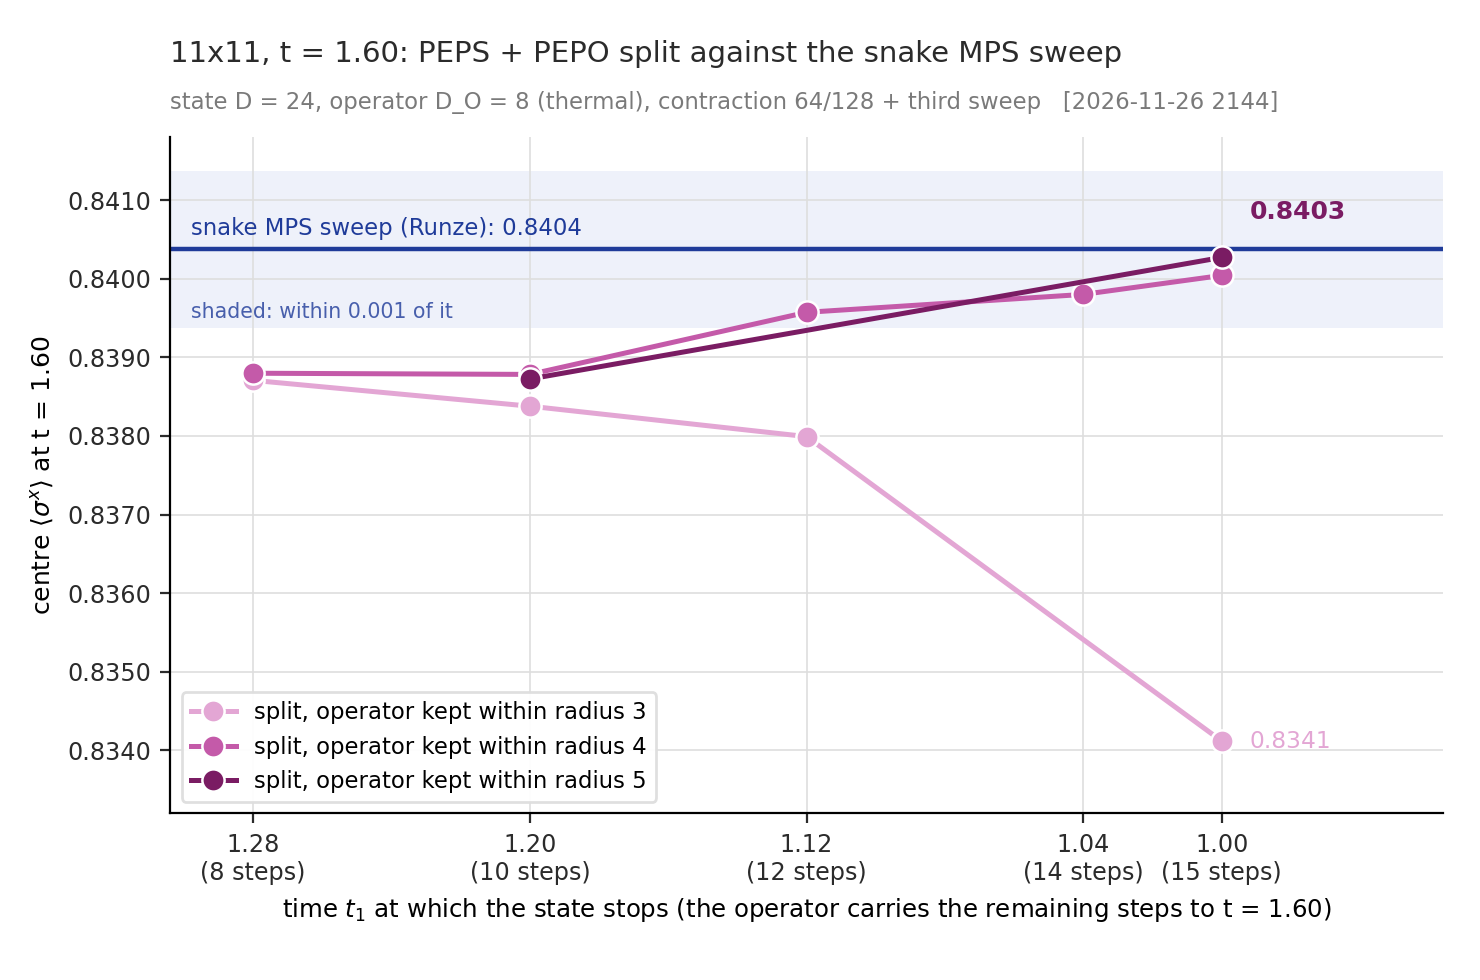 11x11, t = 1.60: PEPS + PEPO split against the snake MPS sweep
state D = 24, operator D_O = 8 (thermal), contraction 64/128 + third sweep [2026-11-26 2144]
0.8410
0.8400
0.8390
0.8380
0.8370
0.8360
0.8350
0.8340
centre ⟨σˣ⟩ at t = 1.60
snake MPS sweep (Runze): 0.8404
shaded: within 0.001 of it
0.8403
0.8341
split, operator kept within radius 3
split, operator kept within radius 4
split, operator kept within radius 5
1.28
(8 steps)
1.20
(10 steps)
1.12
(12 steps)
1.04
(14 steps)
1.00
(15 steps)
time t₁ at which the state stops (the operator carries the remaining steps to t = 1.60)